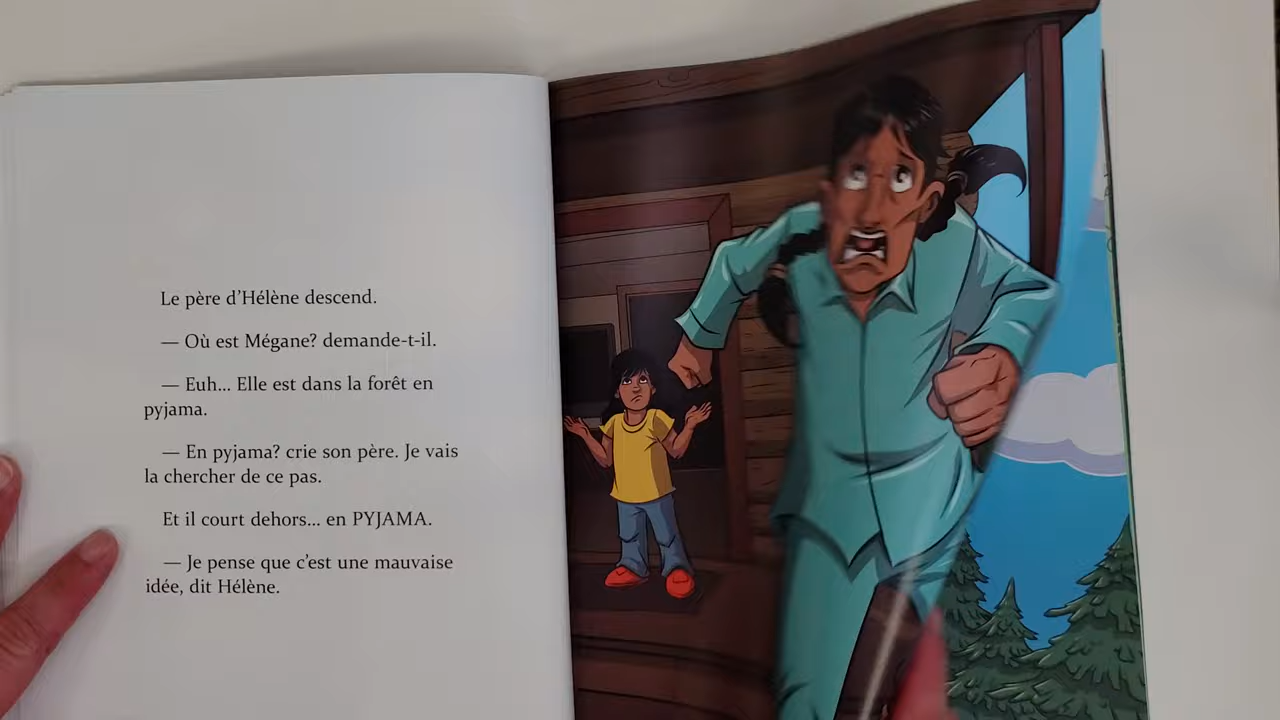 Le père d'Hélène descend.
— Où est Mégane? demande-t-il.
— Euh... Elle est dans la forêt en
pyjama.
— En pyjama? crie son père. Je vais
la chercher de ce pas.
Et il court dehors... en PYJAMA.
— Je pense que c'est une mauvaise
idée, dit Hélène.